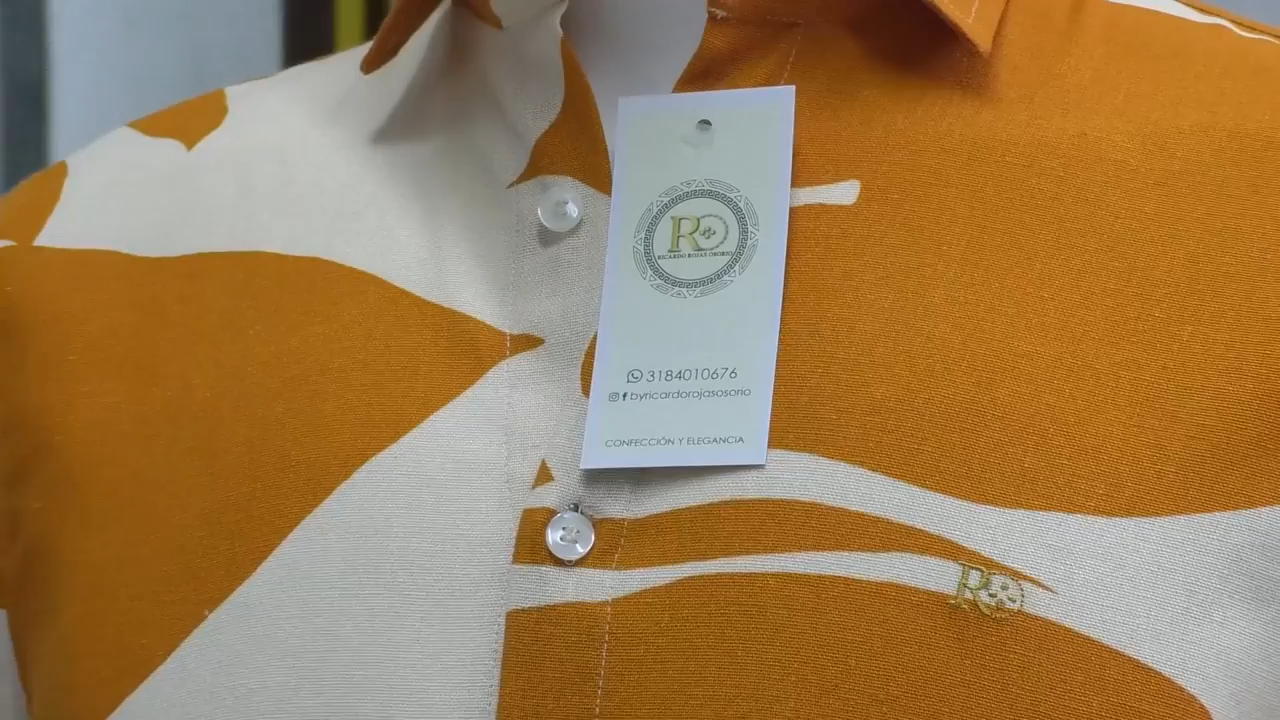 RO
RICARDO ROJAS OSORIO
3184010676
byricardorojasosorio
CONFECCIÓN Y ELEGANCIA
RO